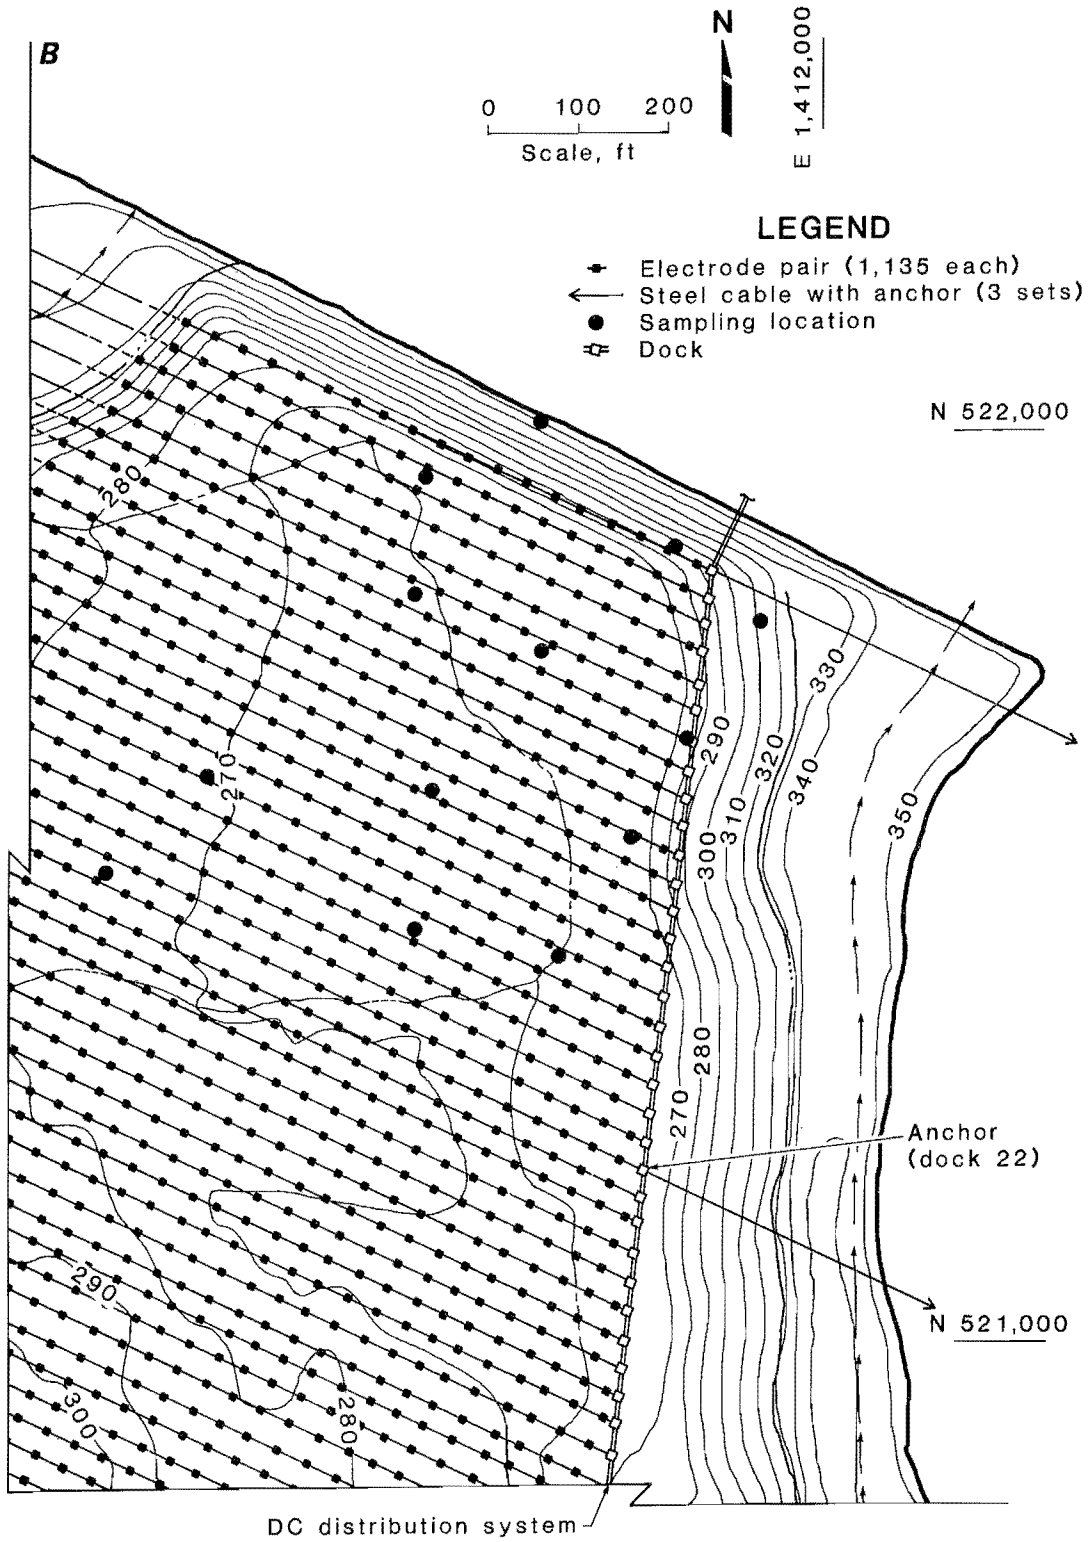 B
N
E 1,412,000
0 100 200
Scale, ft
LEGEND
Electrode pair (1,135 each)
Steel cable with anchor (3 sets)
Sampling location
Dock
N 522,000
280
330
290
320
270
340
310
350
300
280
270
Anchor
(dock 22)
290
N 521,000
300
280
DC distribution system